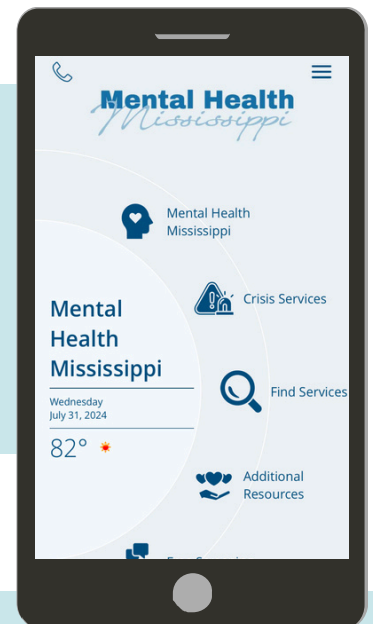 Mental Health
Mississippi
Mental Health
Mississippi
Crisis Services
Mental
Health
Mississippi
Wednesday
July 31, 2024
82°
Find Services
Additional
Resources